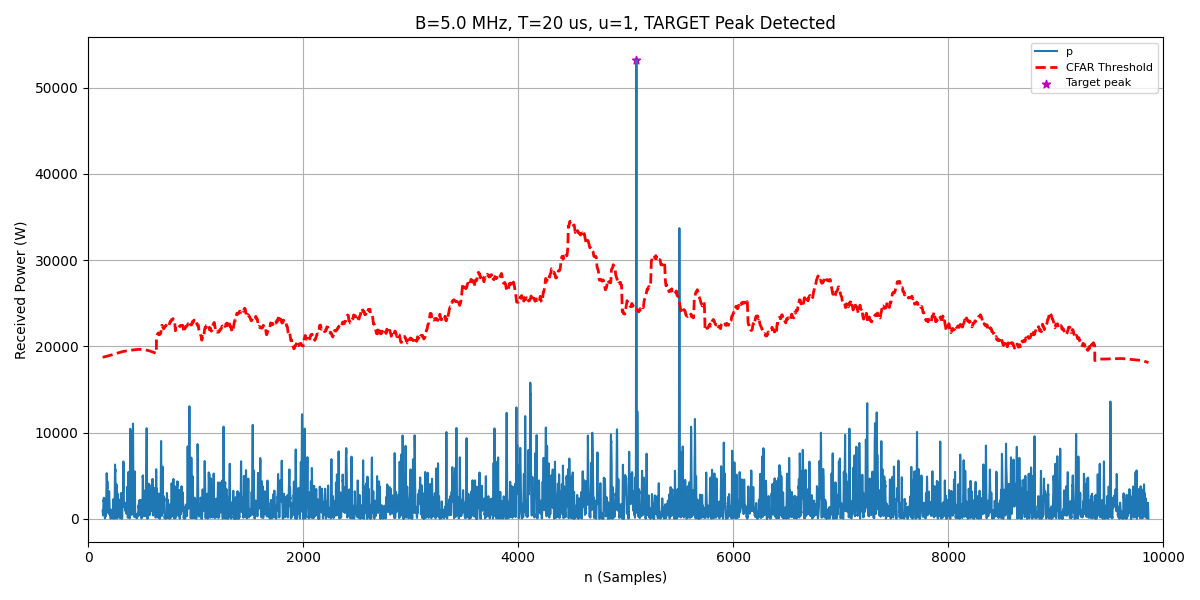 B=5.0 MHz, T=20 us, u=1, TARGET Peak Detected
p
CFAR Threshold
Target peak
50000
40000
30000
20000
10000
0
Received Power (W)
0 2000 4000 6000 8000 10000
n (Samples)